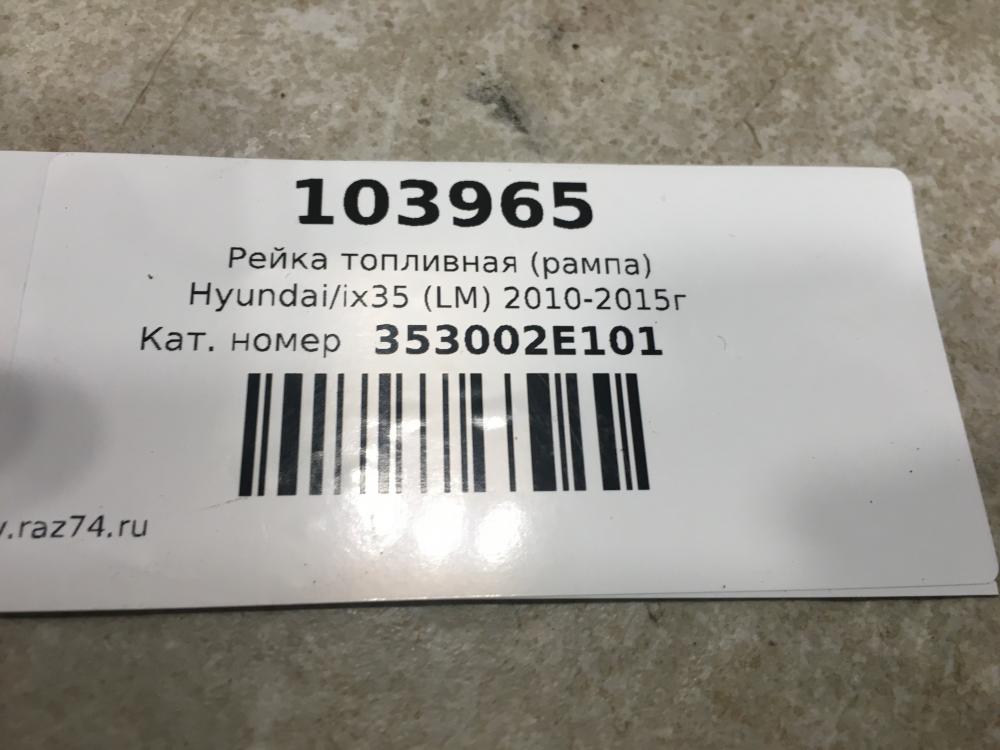 103965
Рейка топливная (рампа)
Hyundai/ix35 (LM) 2010-2015г
Кат. номер 353002E101
.raz74.ru